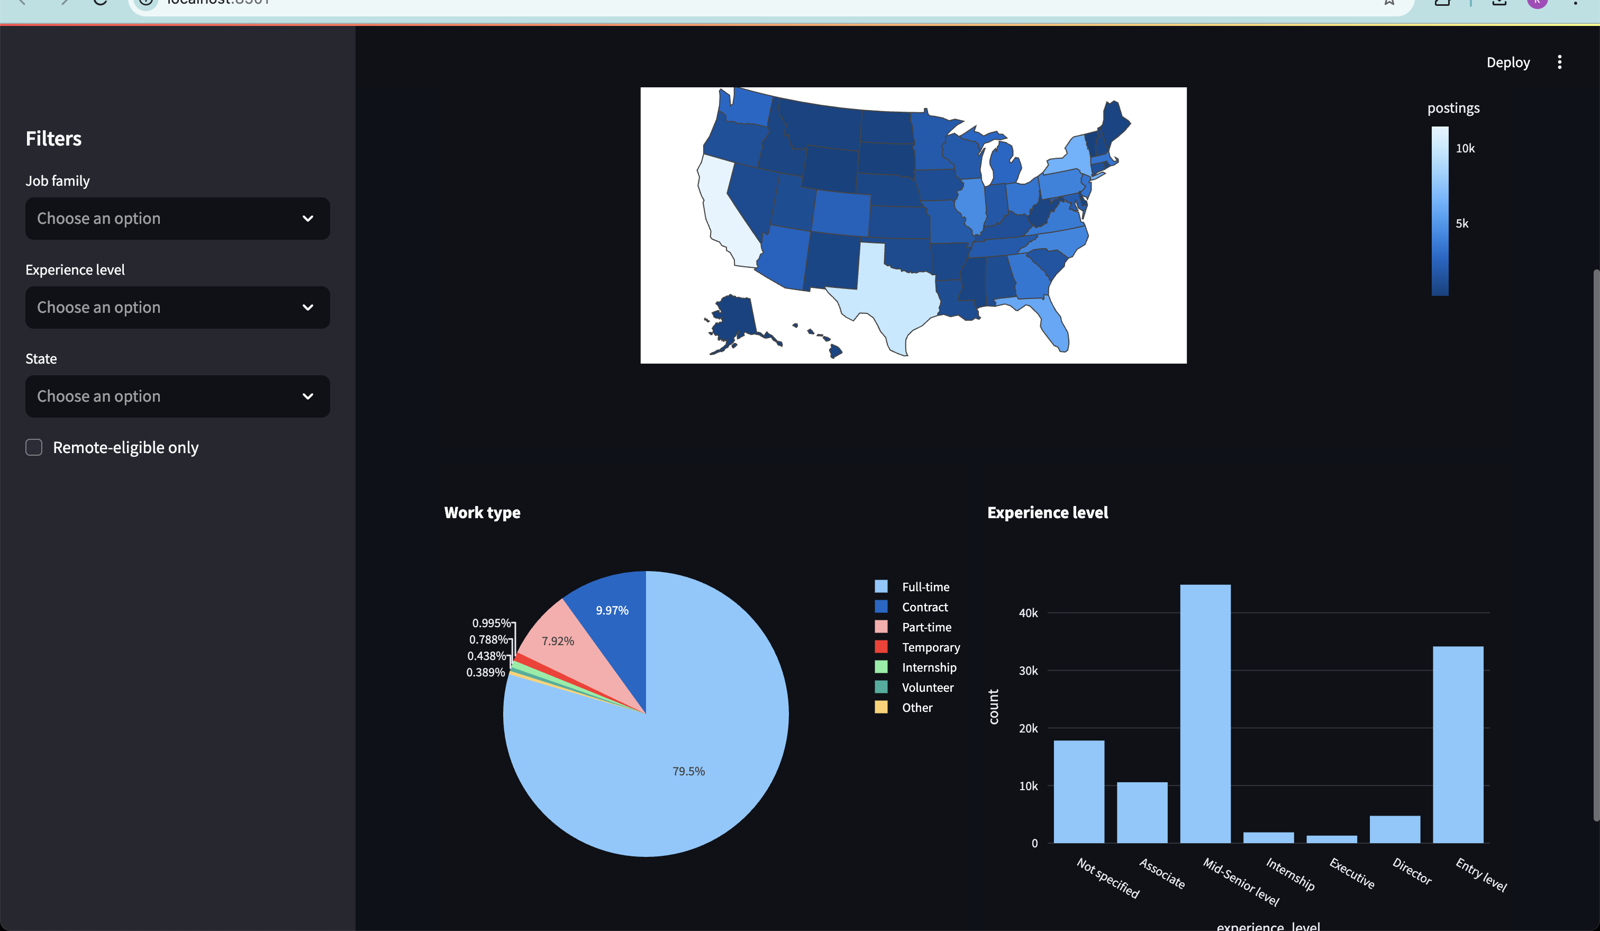 Deploy
Filters
Job family
Choose an option
Experience level
Choose an option
State
Choose an option
Remote-eligible only
postings
10k
5k
Work type
79.5%
9.97%
7.92%
0.995%
0.788%
0.438%
0.389%
Full-time
Contract
Part-time
Temporary
Internship
Volunteer
Other
Experience level
count
40k
30k
20k
10k
0
Not specified
Associate
Mid-Senior level
Internship
Executive
Director
Entry level
experience_level